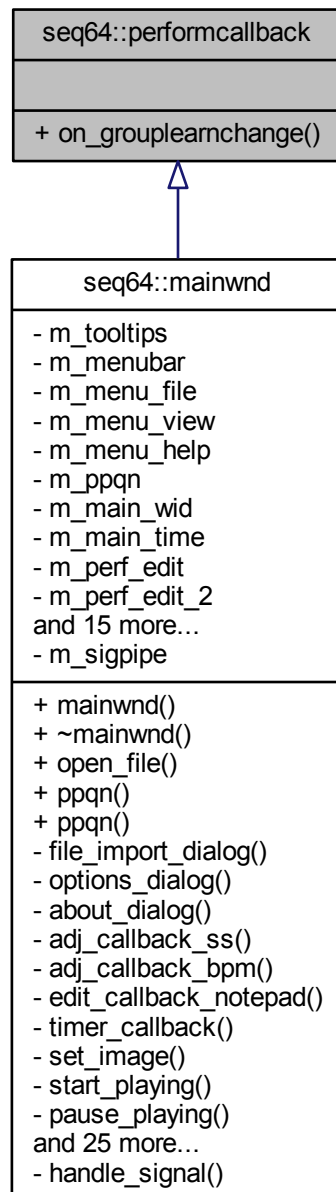 seq64::performcallback
+ on_grouplearnchange()
seq64::mainwnd
- m_tooltips
- m_menubar
- m_menu_file
- m_menu_view
- m_menu_help
- m_ppqn
- m_main_wid
- m_main_time
- m_perf_edit
- m_perf_edit_2
and 15 more...
- m_sigpipe
+ mainwnd()
+ ~mainwnd()
+ open_file()
+ ppqn()
+ ppqn()
- file_import_dialog()
- options_dialog()
- about_dialog()
- adj_callback_ss()
- adj_callback_bpm()
- edit_callback_notepad()
- timer_callback()
- set_image()
- start_playing()
- pause_playing()
and 25 more...
- handle_signal()